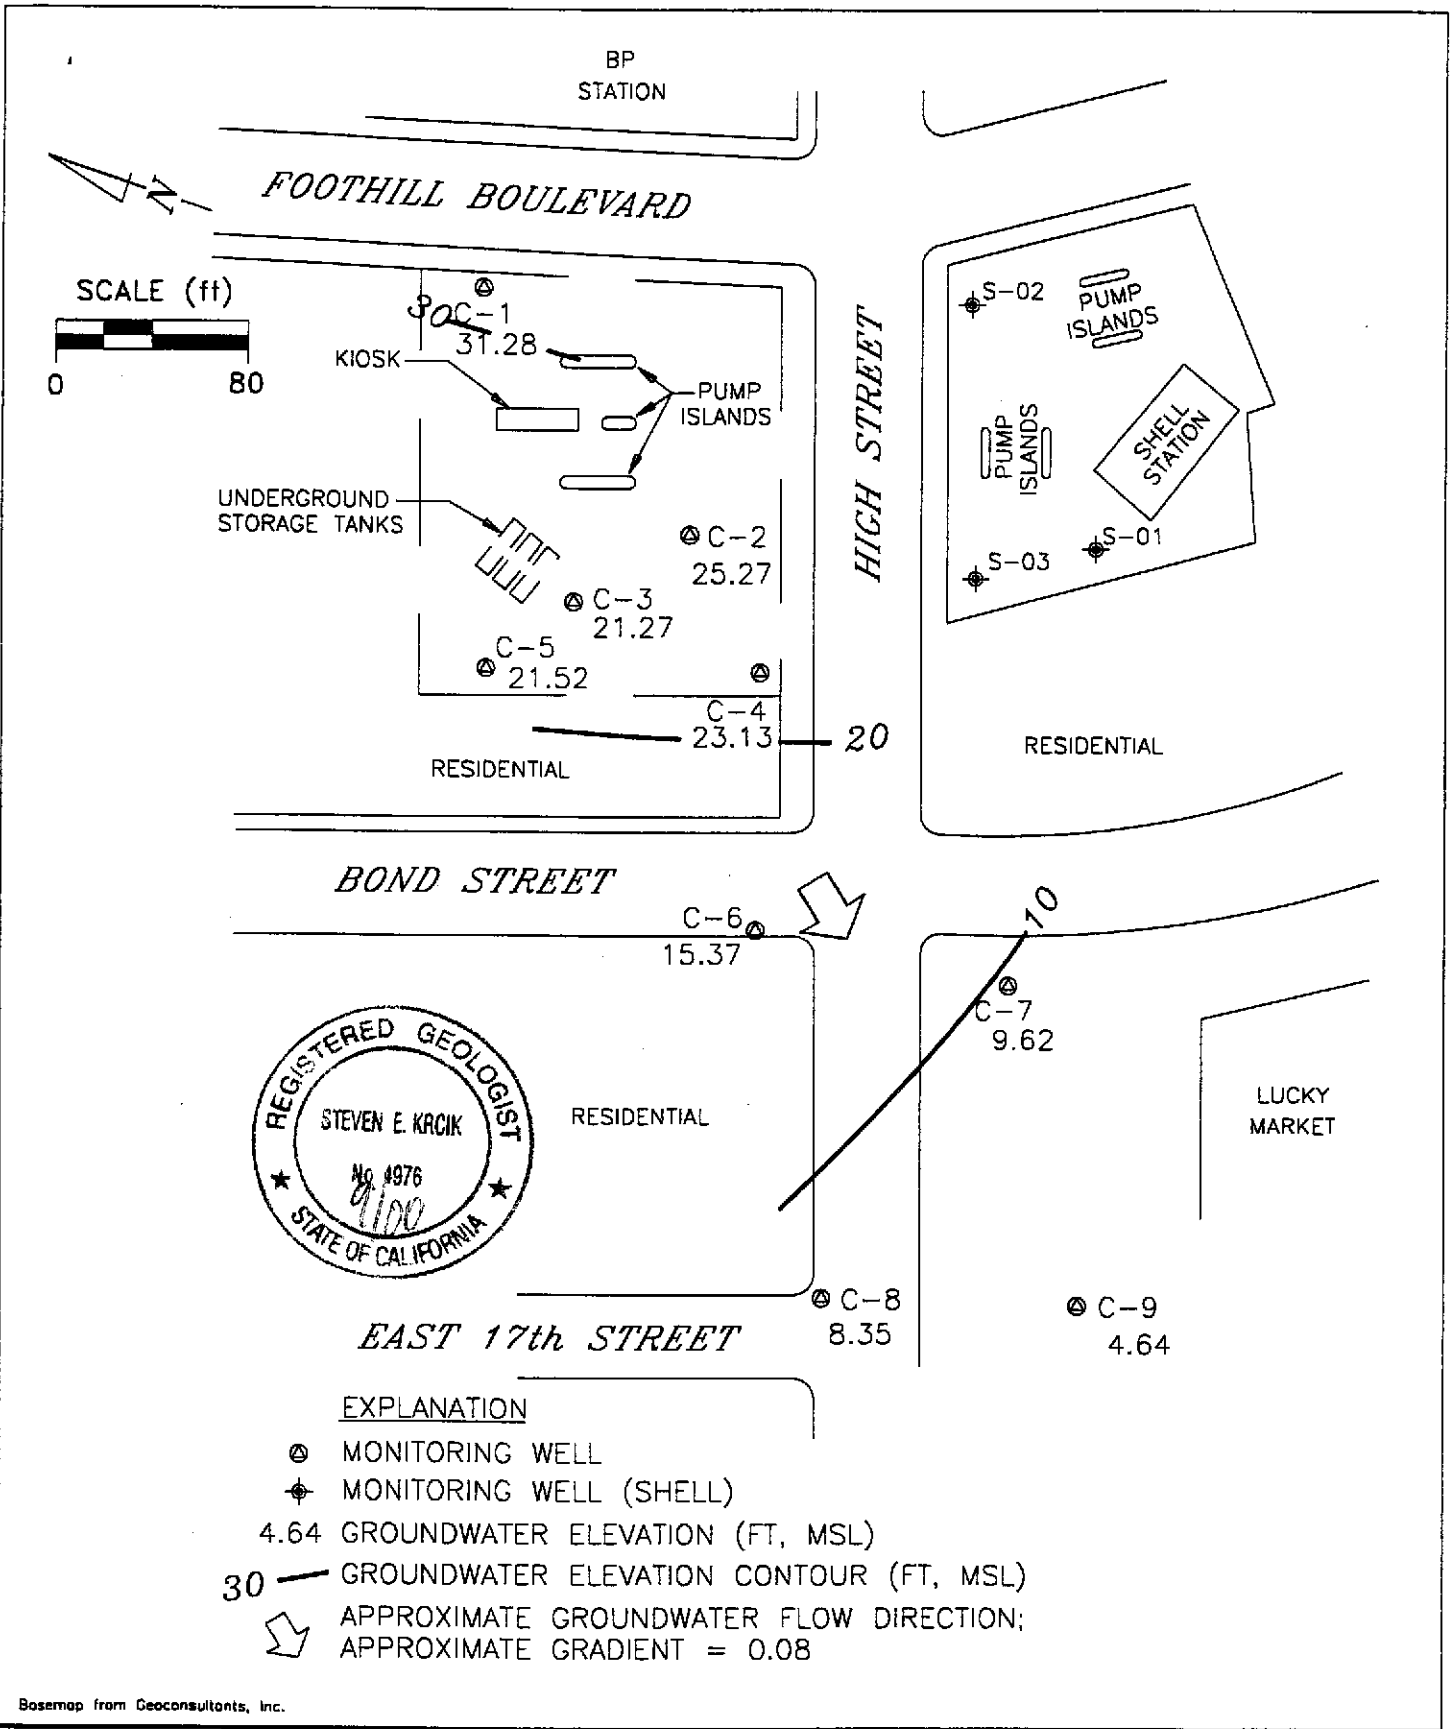 BP
STATION
FOOTHILL BOULEVARD
N
SCALE (ft)
0 80
30
C-1
31.28
KIOSK
PUMP
ISLANDS
UNDERGROUND
STORAGE TANKS
C-2
25.27
C-3
21.27
C-5
21.52
C-4
23.13
20
RESIDENTIAL
HIGH STREET
S-02
PUMP
ISLANDS
PUMP
ISLANDS
SHELL
STATION
S-01
S-03
RESIDENTIAL
BOND STREET
C-6
15.37
10
C-7
9.62
REGISTERED GEOLOGIST
STEVEN E. KRCIK
No. 4976
9/00
STATE OF CALIFORNIA
RESIDENTIAL
LUCKY
MARKET
C-8
8.35
C-9
4.64
EAST 17th STREET
EXPLANATION
MONITORING WELL
MONITORING WELL (SHELL)
4.64 GROUNDWATER ELEVATION (FT, MSL)
30 GROUNDWATER ELEVATION CONTOUR (FT, MSL)
APPROXIMATE GROUNDWATER FLOW DIRECTION;
APPROXIMATE GRADIENT = 0.08
Basemap from Geoconsultants, Inc.